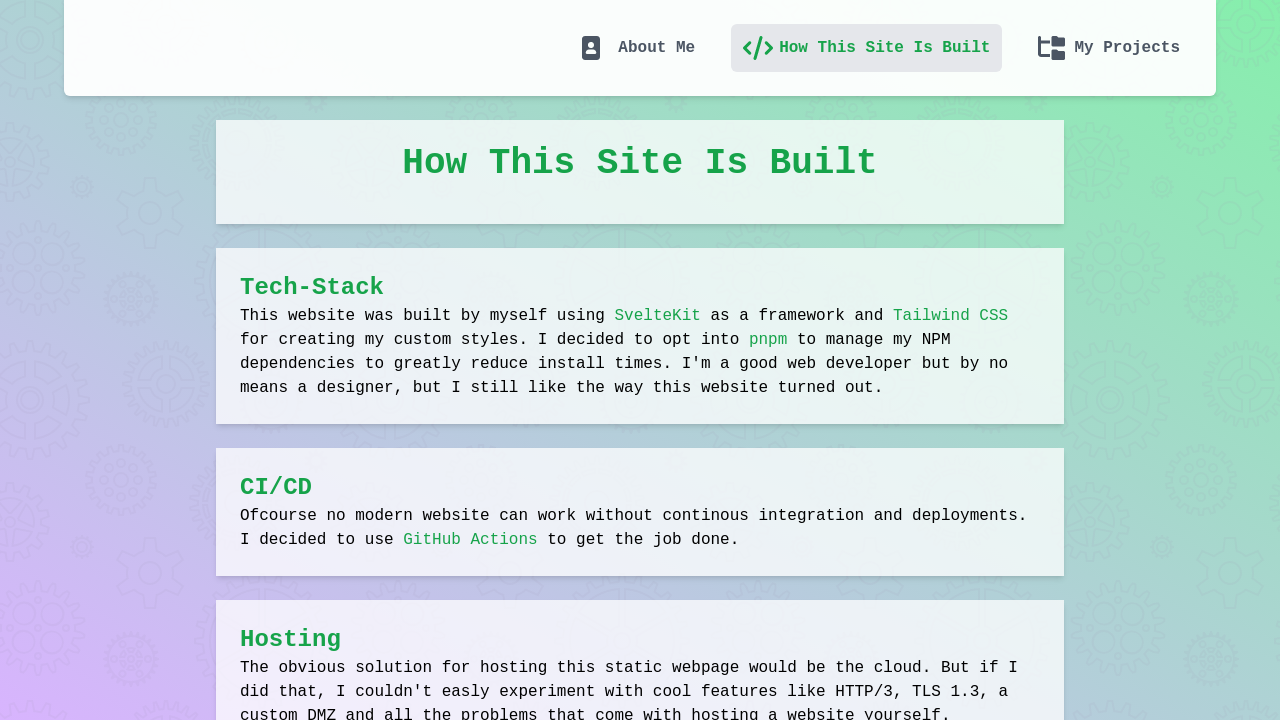 About Me
How This Site Is Built
My Projects
How This Site Is Built
Tech-Stack
This website was built by myself using SvelteKit as a framework and Tailwind CSS
for creating my custom styles. I decided to opt into pnpm to manage my NPM
dependencies to greatly reduce install times. I'm a good web developer but by no
means a designer, but I still like the way this website turned out.
CI/CD
Ofcourse no modern website can work without continous integration and deployments.
I decided to use GitHub Actions to get the job done.
Hosting
The obvious solution for hosting this static webpage would be the cloud. But if I
did that, I couldn't easly experiment with cool features like HTTP/3, TLS 1.3, a
custom DMZ and all the problems that come with hosting a website yourself.